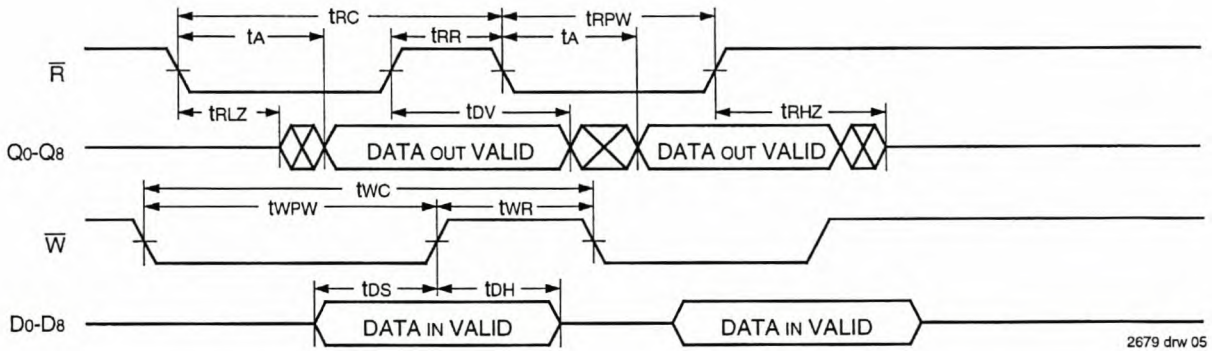 tRC tRPW
tA tRR tA
R
tRLZ tDV tRHZ
Q0-Q8 DATA OUT VALID DATA OUT VALID
tWC
tWPW tWR
W
tDS tDH
D0-D8 DATA IN VALID DATA IN VALID
2679 drw 05